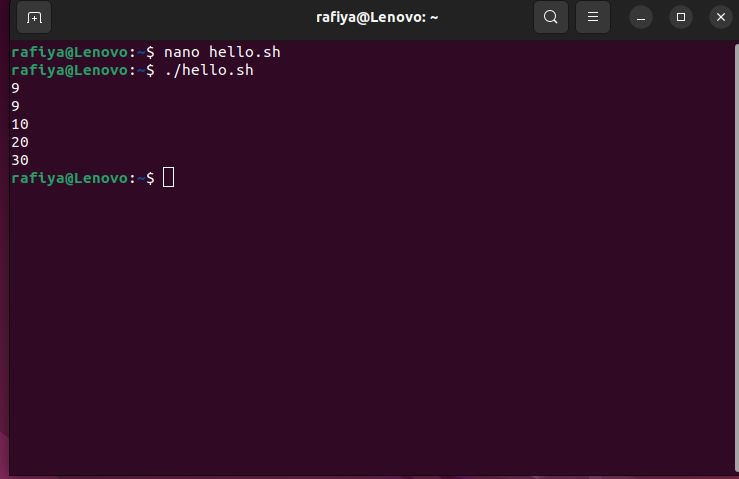 rafiya@Lenovo: ~
rafiya@Lenovo:~$ nano hello.sh
rafiya@Lenovo:~$ ./hello.sh
9
9
10
20
30
rafiya@Lenovo:~$